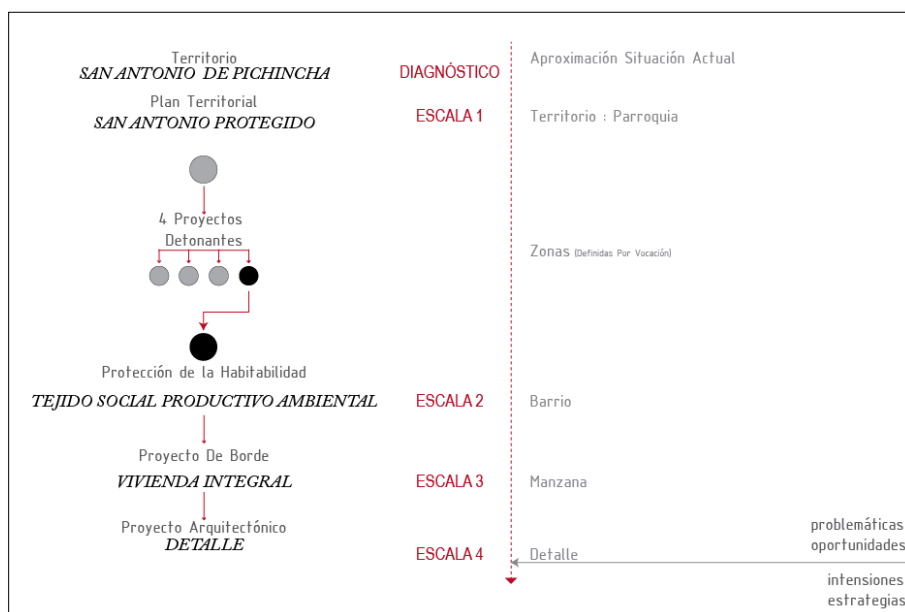 Territorio
SAN ANTONIO DE PICHINCHA
DIAGNÓSTICO
Aproximación Situación Actual
Plan Territorial
SAN ANTONIO PROTEGIDO
ESCALA 1
Territorio : Parroquia
4 Proyectos
Detonantes
Zonas (Definidas Por Vocación)
Protección de la Habitabilidad
TEJIDO SOCIAL PRODUCTIVO AMBIENTAL
ESCALA 2
Barrio
Proyecto De Borde
VIVIENDA INTEGRAL
ESCALA 3
Manzana
Proyecto Arquitectónico
DETALLE
ESCALA 4
Detalle
problemáticas
oportunidades
intensiones
estrategias